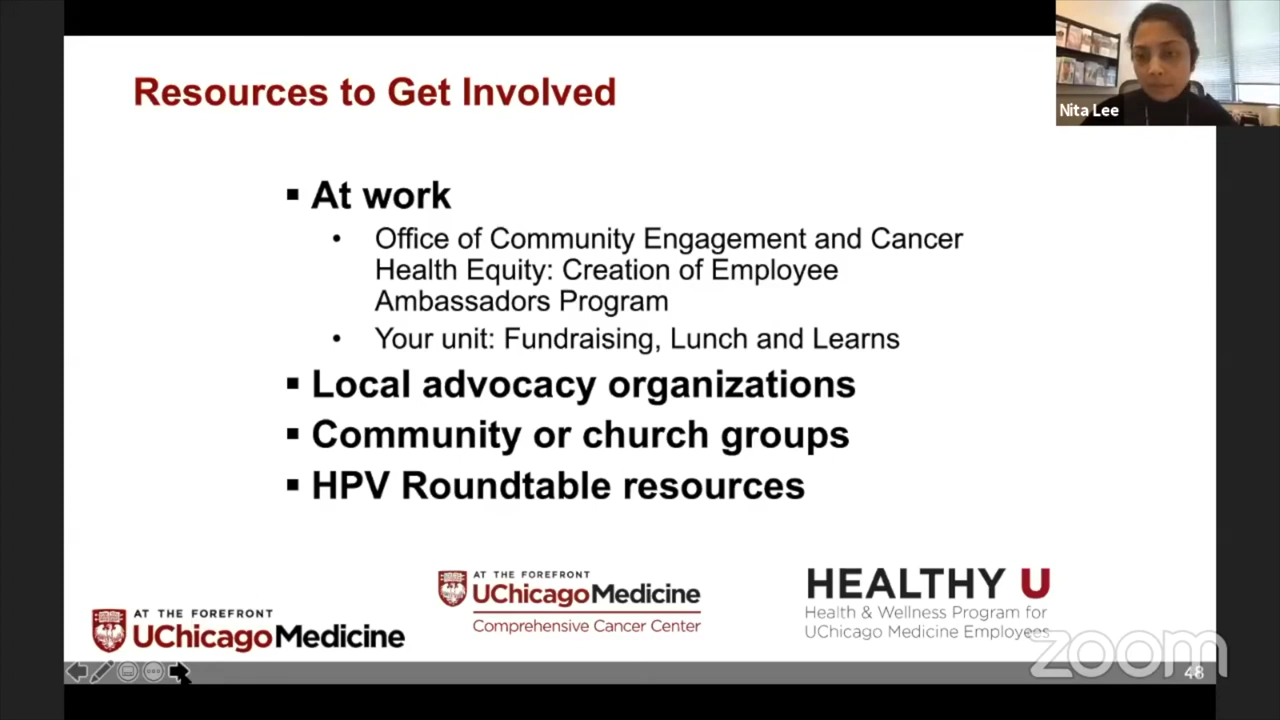 Resources to Get Involved
Nita Lee
▪ At work
• Office of Community Engagement and Cancer
Health Equity: Creation of Employee
Ambassadors Program
• Your unit: Fundraising, Lunch and Learns
▪ Local advocacy organizations
▪ Community or church groups
▪ HPV Roundtable resources
AT THE FOREFRONT
UChicagoMedicine
AT THE FOREFRONT
UChicagoMedicine
Comprehensive Cancer Center
HEALTHY U
Health & Wellness Program for
UChicago Medicine Employees
zoom
48